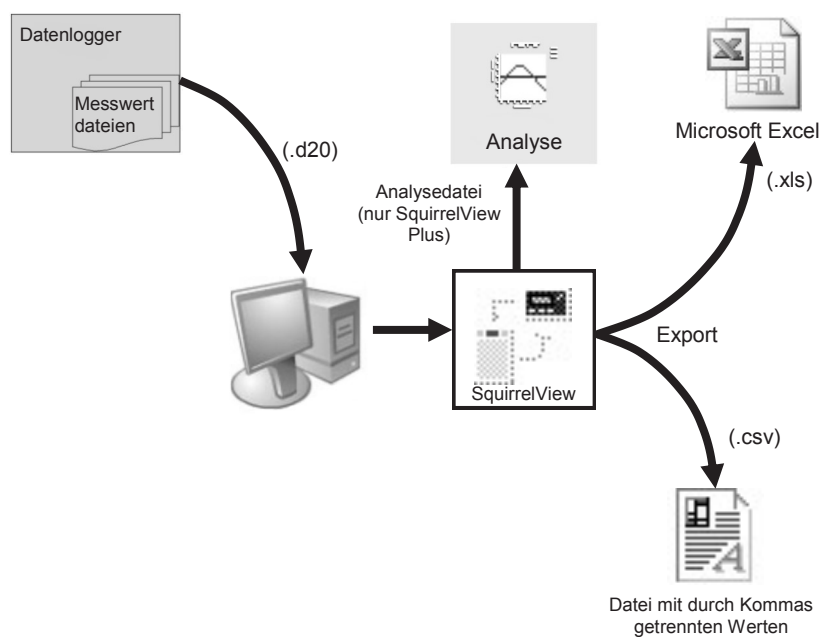 Datenlogger
Messwert
dateien
(.d20)
Analyse
Analysedatei
(nur SquirrelView
Plus)
SquirrelView
Microsoft Excel
(.xls)
Export
(.csv)
Datei mit durch Kommas
getrennten Werten